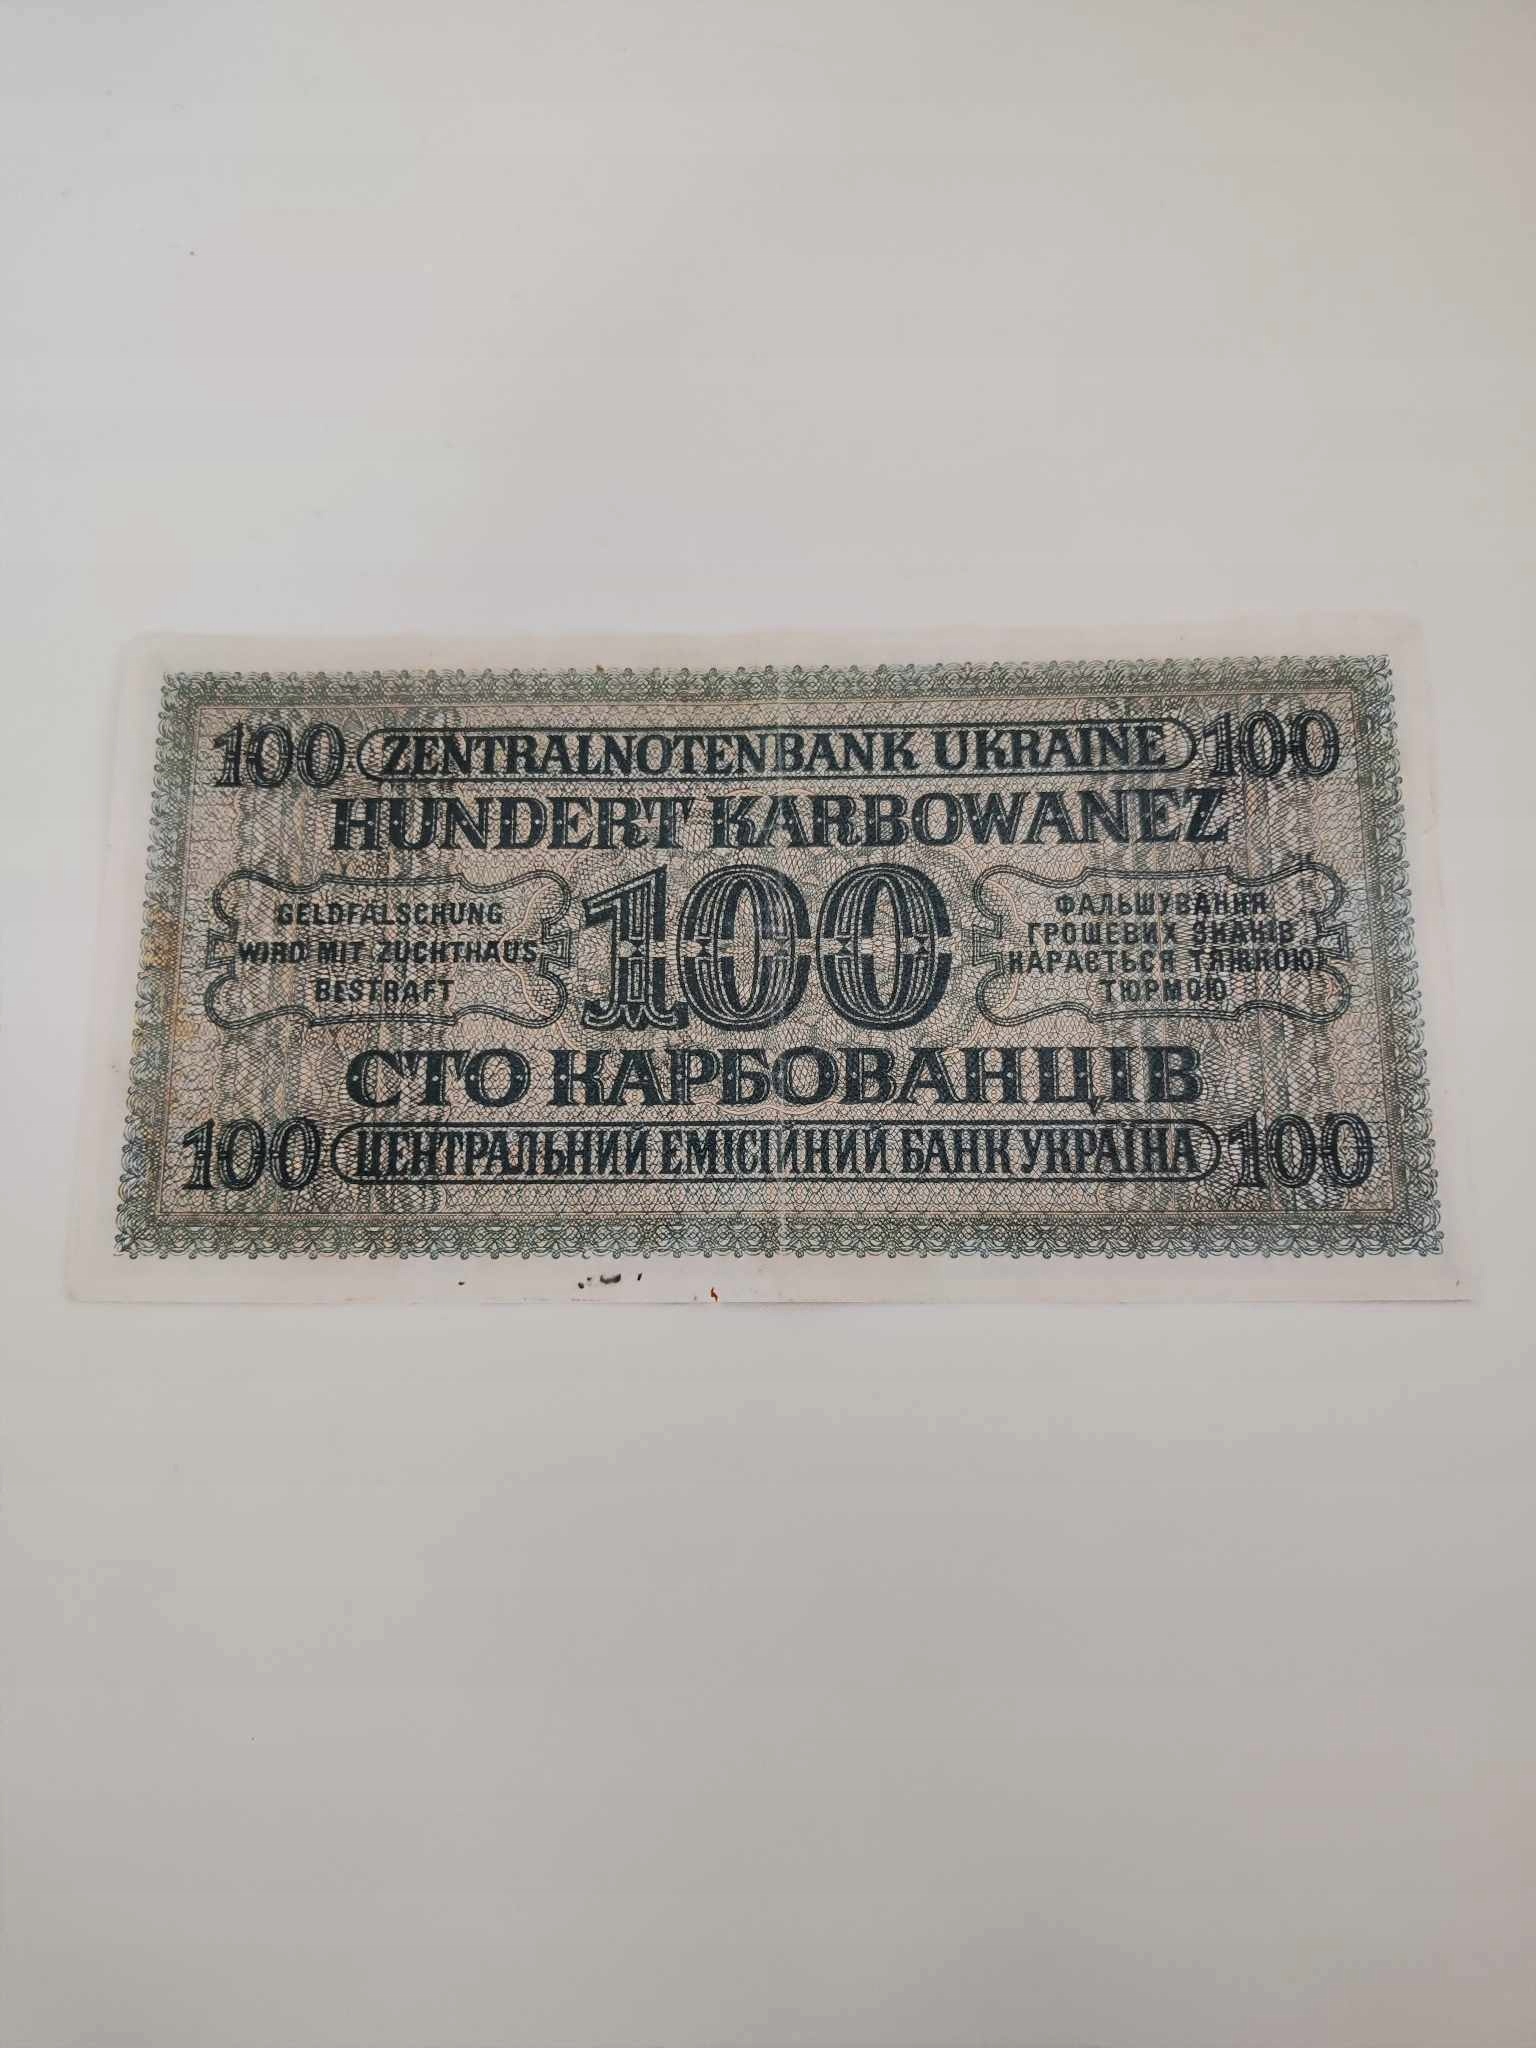 100 ZENTRALNOTENBANK UKRAINE 100
HUNDERT KARBOWANEZ
GELDFÄLSCHUNG
WIRD MIT ZUCHTHAUS
BESTRAFT
100
ФАЛЬШУВАННЯ
ГРОШЕВИХ ЗНАКІВ
КАРАЄТЬСЯ ТЯЖКОЮ
ТЮРМОЮ
СТО КАРБОВАНЦІВ
100 ЦЕНТРАЛЬНИЙ ЕМІСІЙНИЙ БАНК УКРАЇНА 100